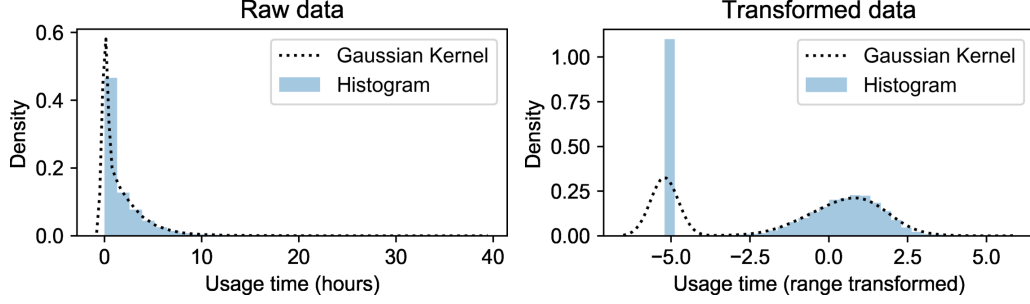 Raw data
Density
0.6
0.4
0.2
0.0
Gaussian Kernel
Histogram
0
10
20
30
40
Usage time (hours)
Transformed data
Density
1.00
0.75
0.50
0.25
0.00
Gaussian Kernel
Histogram
−5.0
−2.5
0.0
2.5
5.0
Usage time (range transformed)